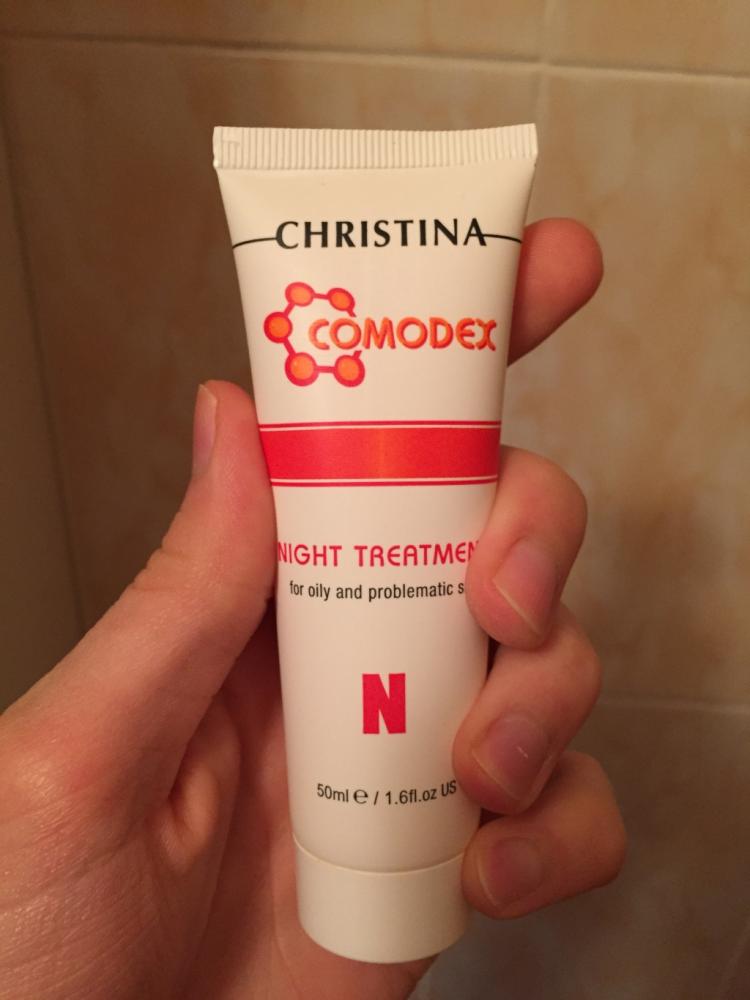 CHRISTINA
COMODEX
NIGHT TREATMEN
for oily and problematic s
N
50ml e / 1.6fl.oz US